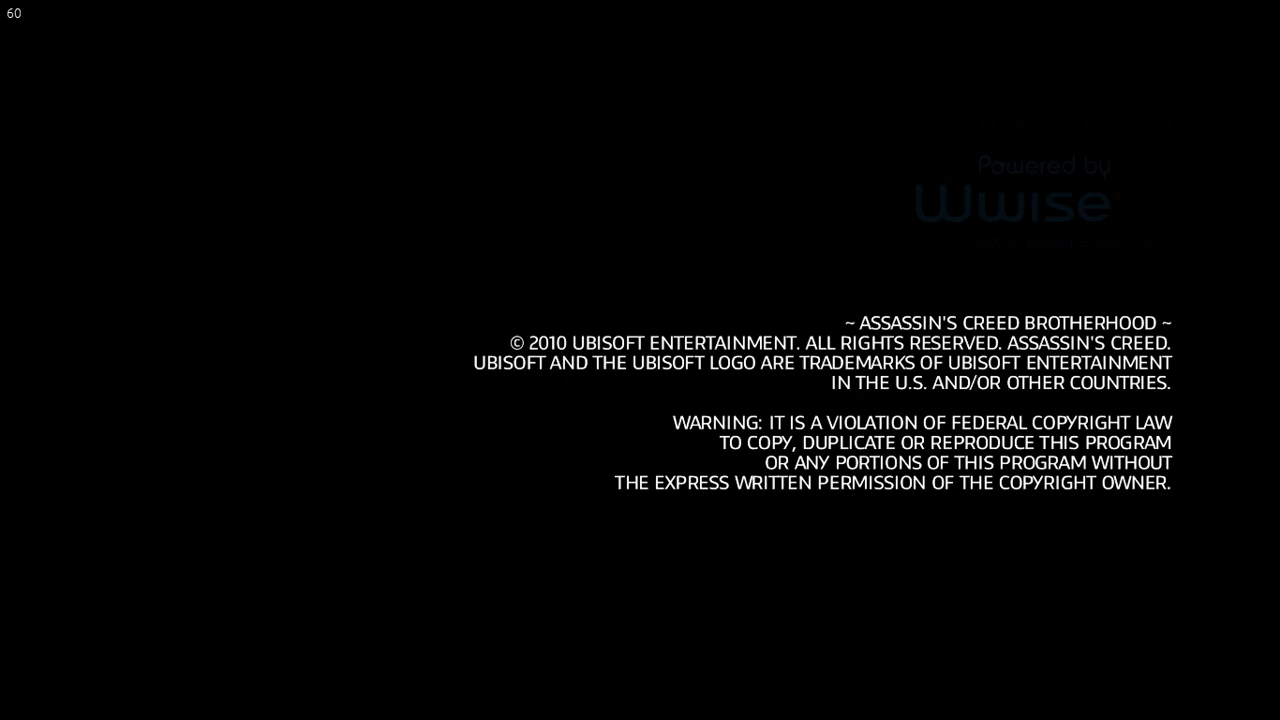 60
Powered by
Wwise
~ ASSASSIN'S CREED BROTHERHOOD ~
© 2010 UBISOFT ENTERTAINMENT. ALL RIGHTS RESERVED. ASSASSIN'S CREED.
UBISOFT AND THE UBISOFT LOGO ARE TRADEMARKS OF UBISOFT ENTERTAINMENT
IN THE U.S. AND/OR OTHER COUNTRIES.
WARNING: IT IS A VIOLATION OF FEDERAL COPYRIGHT LAW
TO COPY, DUPLICATE OR REPRODUCE THIS PROGRAM
OR ANY PORTIONS OF THIS PROGRAM WITHOUT
THE EXPRESS WRITTEN PERMISSION OF THE COPYRIGHT OWNER.